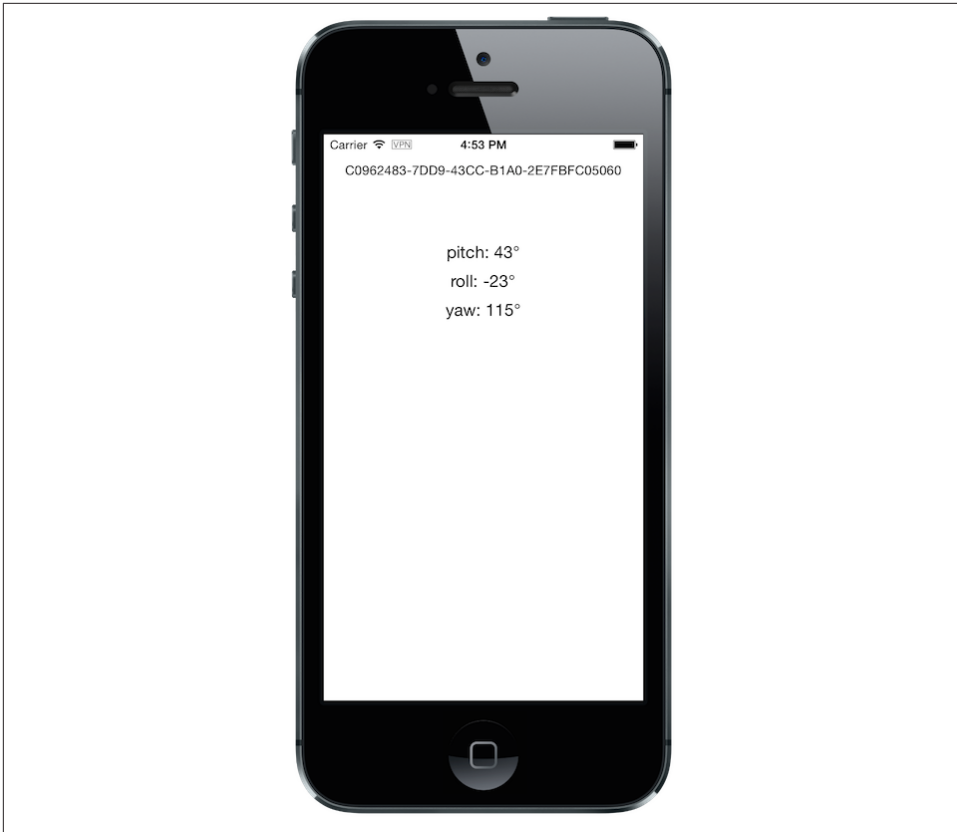 Carrier VPN 4:53 PM
C0962483-7DD9-43CC-B1A0-2E7FBFC05060
pitch: 43°
roll: -23°
yaw: 115°